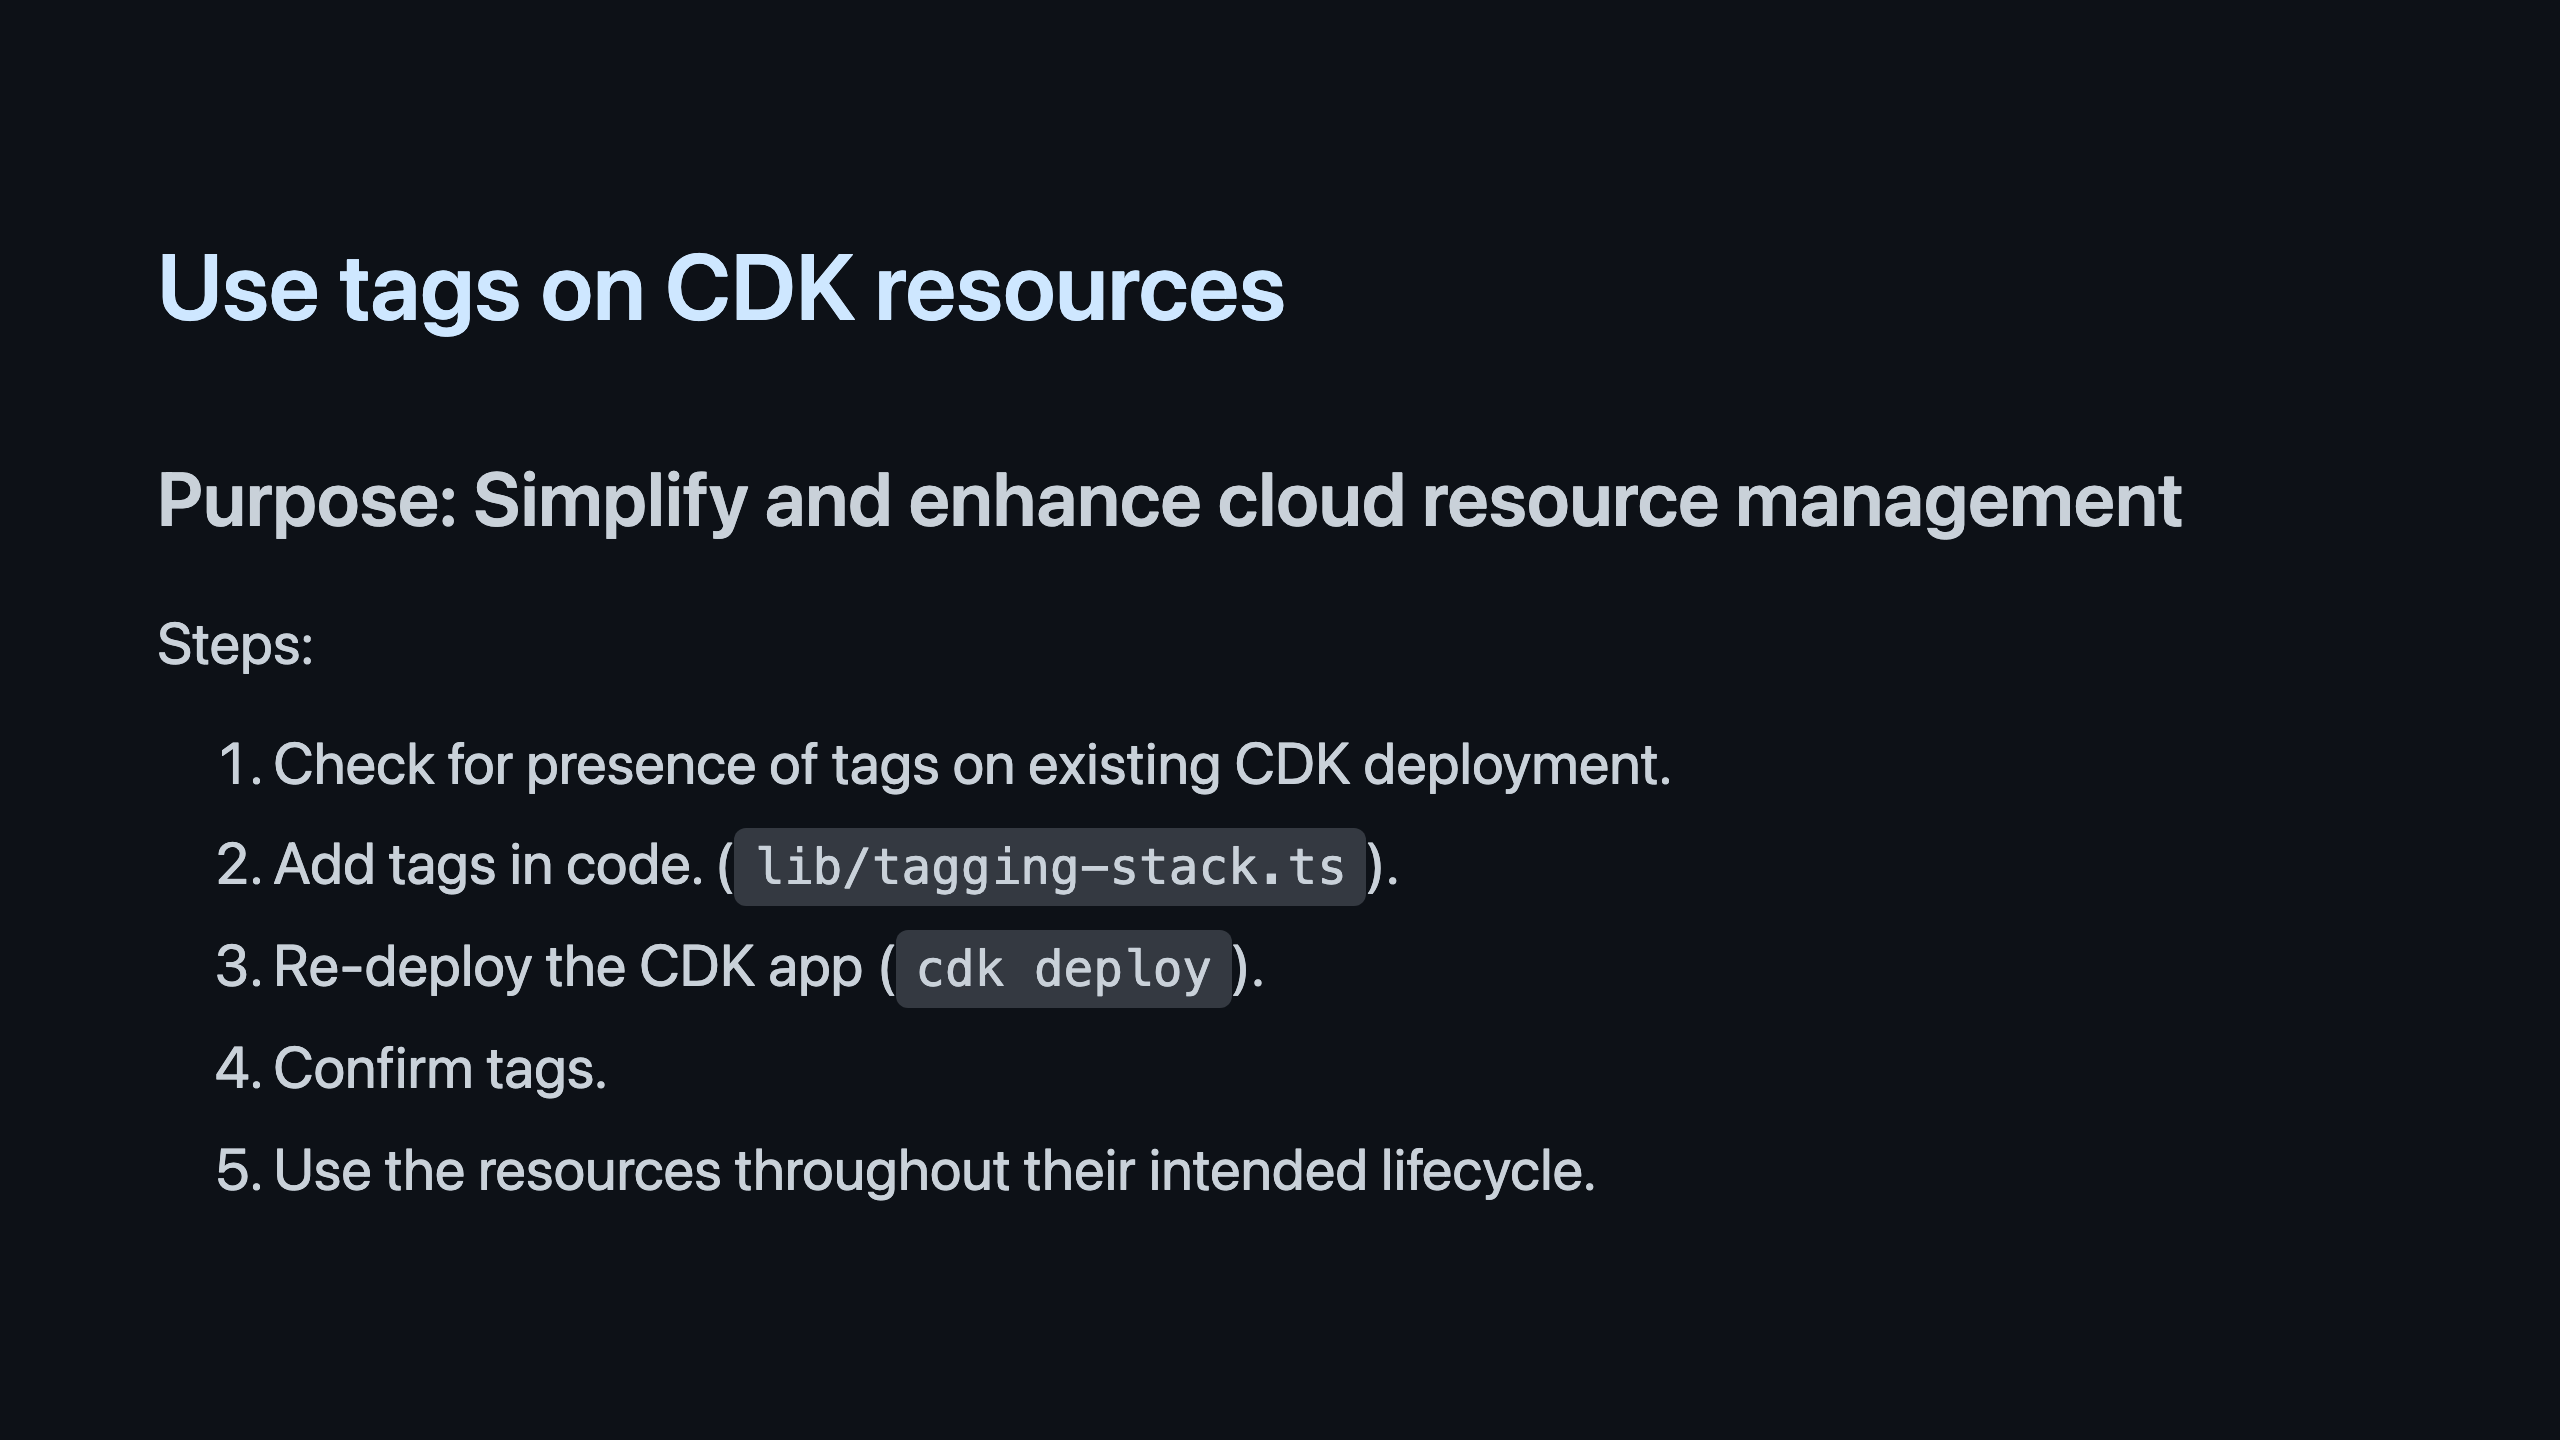 Use tags on CDK resources
Purpose: Simplify and enhance cloud resource management
Steps:
1. Check for presence of tags on existing CDK deployment.
2. Add tags in code. (lib/tagging-stack.ts).
3. Re-deploy the CDK app (cdk deploy).
4. Confirm tags.
5. Use the resources throughout their intended lifecycle.